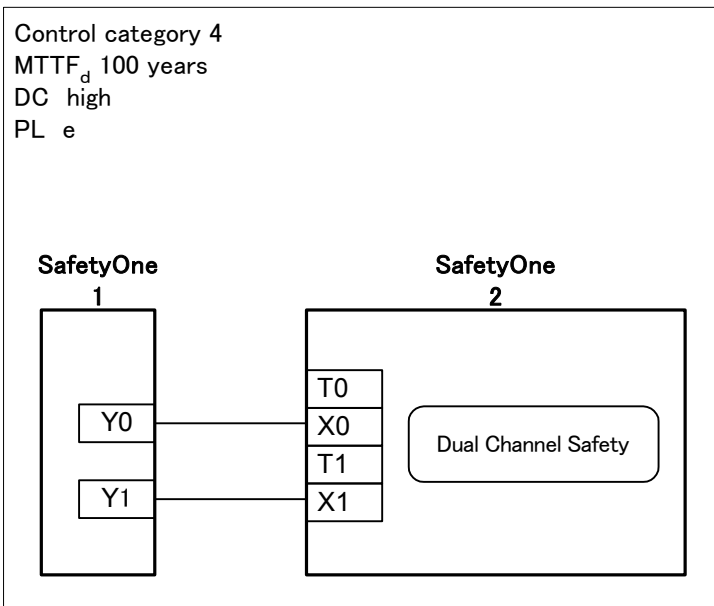 Control category 4
MTTFd 100 years
DC high
PL e
SafetyOne
1
SafetyOne
2
T0
Y0
X0
Dual Channel Safety
T1
Y1
X1